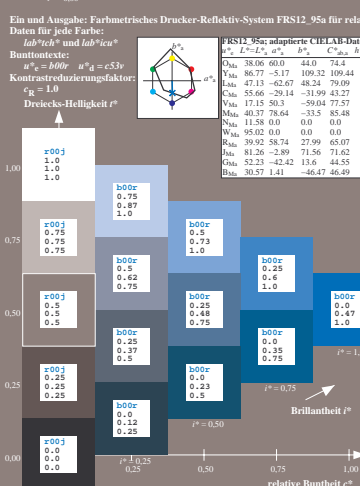 Ein und Ausgabe: Farbmetrisches Drucker-Reflektiv-System FRS12_95a für rela
Daten für jede Farbe:
lab*tch* und lab*icu*
Bunttontexte:
u*e = b00r u*d = c53v
Kontrastreduzierungsfaktor:
cR = 1.0
Dreiecks-Helligkeit t*
b*a
a*a
FRS12_95a; adaptierte CIELAB-Date
u*e L*=L*a a*a b*a C*ab,a h
OMa 38.06 60.0 44.0 74.4
YMa 86.77 -5.17 109.32 109.44
LMa 47.13 -62.67 48.24 79.09
CMa 55.66 -29.14 -31.99 43.27
VMa 17.15 50.3 -59.04 77.57
MMa 40.37 78.64 -33.5 85.48
NMa 11.58 0.0 0.0 0.0
WMa 95.02 0.0 0.0 0.0
RMa 39.92 58.74 27.99 65.07
JMa 81.26 -2.89 71.56 71.62
GMa 52.23 -42.42 13.6 44.55
BMa 30.57 1.41 -46.47 46.49
r00j
1.0
1.0
1.0
1,00
b00r
0.75
0.87
1.0
r00j
0.75
0.75
0.75
b00r
0.5
0.73
1.0
0,75
b00r
0.5
0.62
0.75
b00r
0.25
0.6
1.0
r00j
0.5
0.5
0.5
b00r
0.25
0.48
0.75
b00r
0.0
0.47
1.0
0,50
b00r
0.25
0.37
0.5
b00r
0.0
0.35
0.75
i* = 1,
r00j
0.25
0.25
0.25
b00r
0.0
0.23
0.5
0,25
i* = 0,75
b00r
0.0
0.12
0.25
Brillantheit i*
i* = 0,50
r00j
0.0
0.0
0.0
0,00
i* = 0,25
0,25
0,50
0,75
1,00
relative Buntheit c*